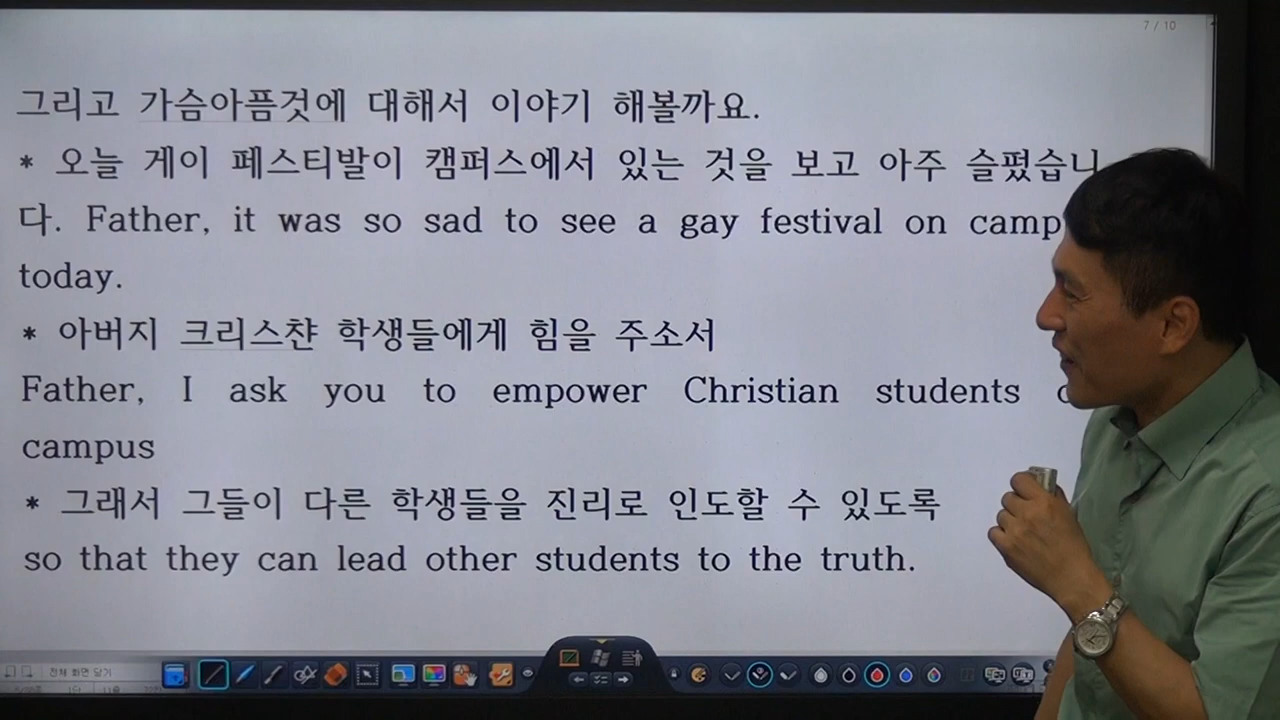 7 / 10
그리고 가슴아픔것에 대해서 이야기 해볼까요.
* 오늘 게이 페스티발이 캠퍼스에서 있는 것을 보고 아주 슬펐습니
다. Father, it was so sad to see a gay festival on camp
today.
* 아버지 크리스챤 학생들에게 힘을 주소서
Father, I ask you to empower Christian students
campus
* 그래서 그들이 다른 학생들을 진리로 인도할 수 있도록
so that they can lead other students to the truth.
전체 화면 닫기